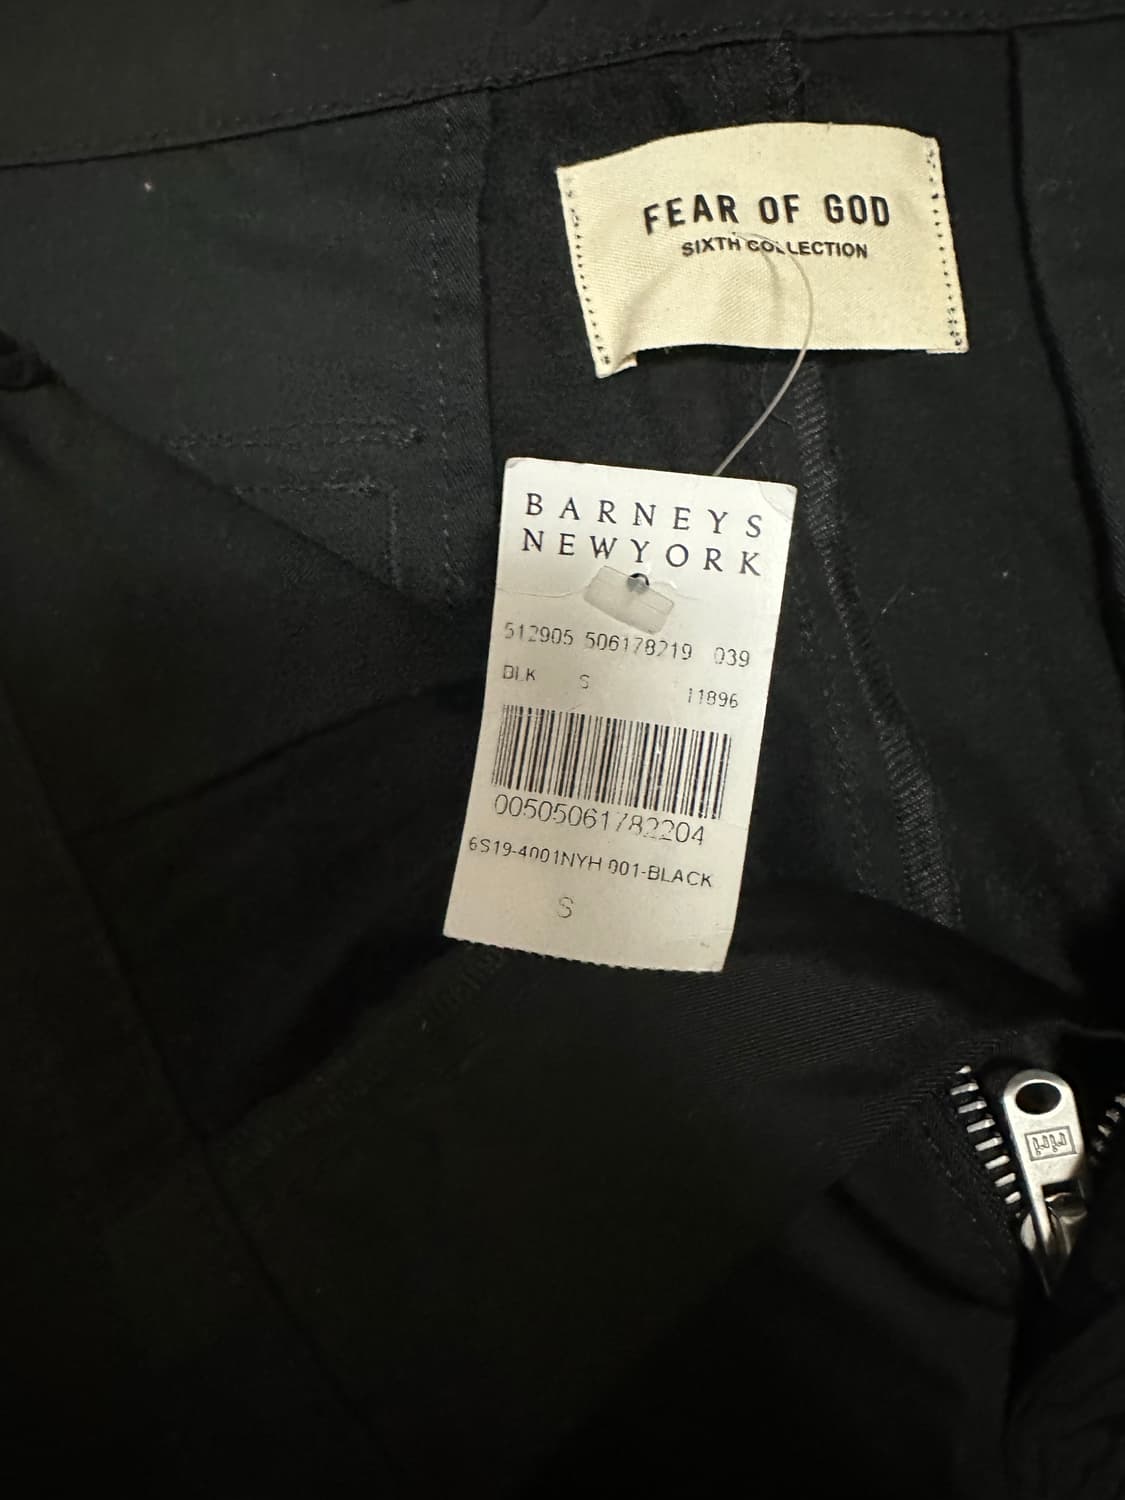 FEAR OF GOD
SIXTH COLLECTION
BARNEYS
NEWYORK
512905 506178219 039
BLK S 11896
00505061782204
6S19-4001NYH 001-BLACK
S